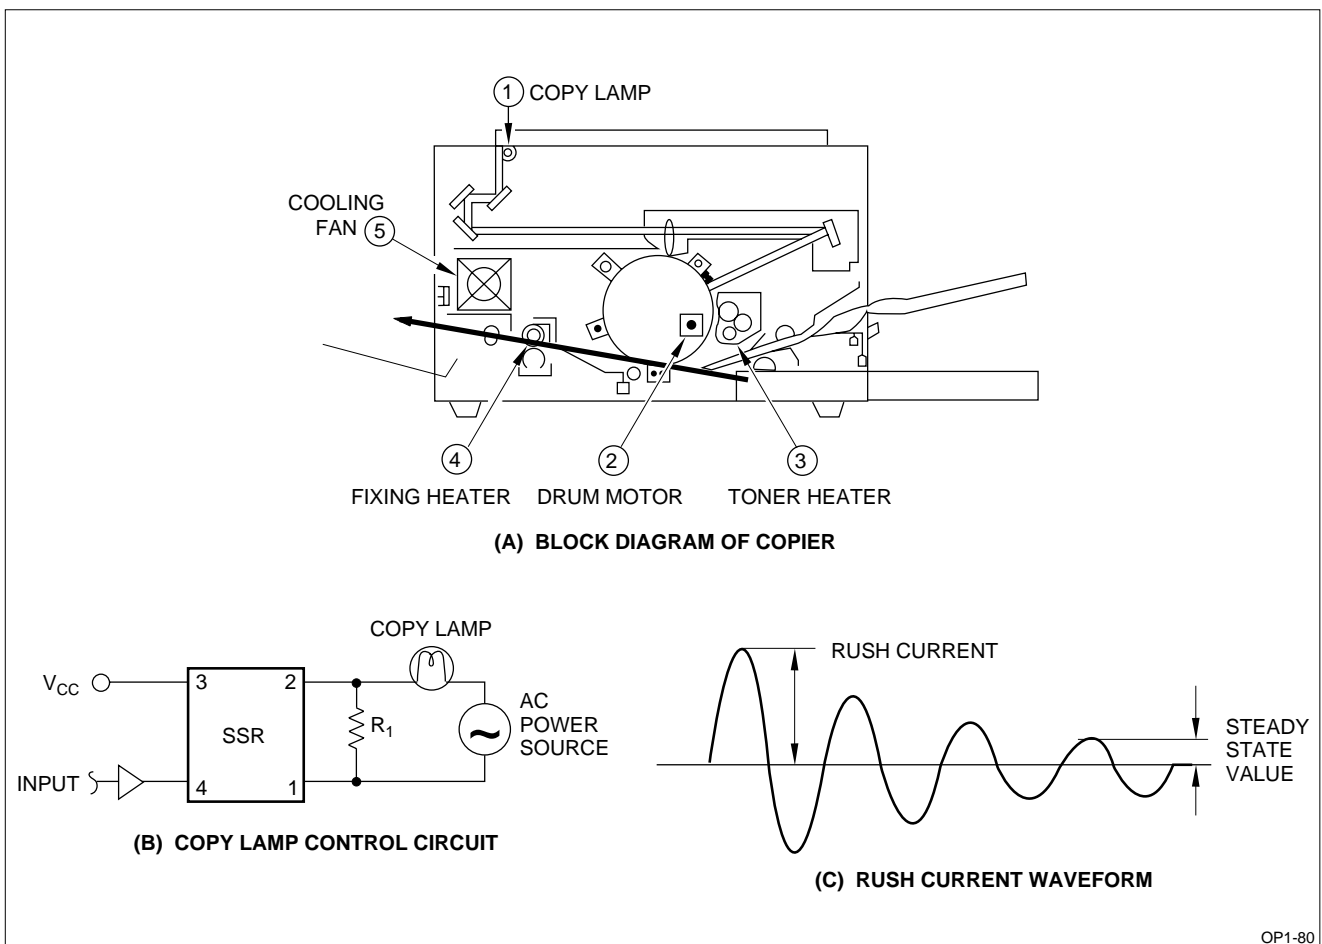 1 COPY LAMP
COOLING
FAN 5
4
2
3
FIXING HEATER
DRUM MOTOR
TONER HEATER
(A) BLOCK DIAGRAM OF COPIER
COPY LAMP
VCC
3
2
SSR
R1
AC
POWER
SOURCE
INPUT
4
1
(B) COPY LAMP CONTROL CIRCUIT
RUSH CURRENT
STEADY
STATE
VALUE
(C) RUSH CURRENT WAVEFORM
OP1-80